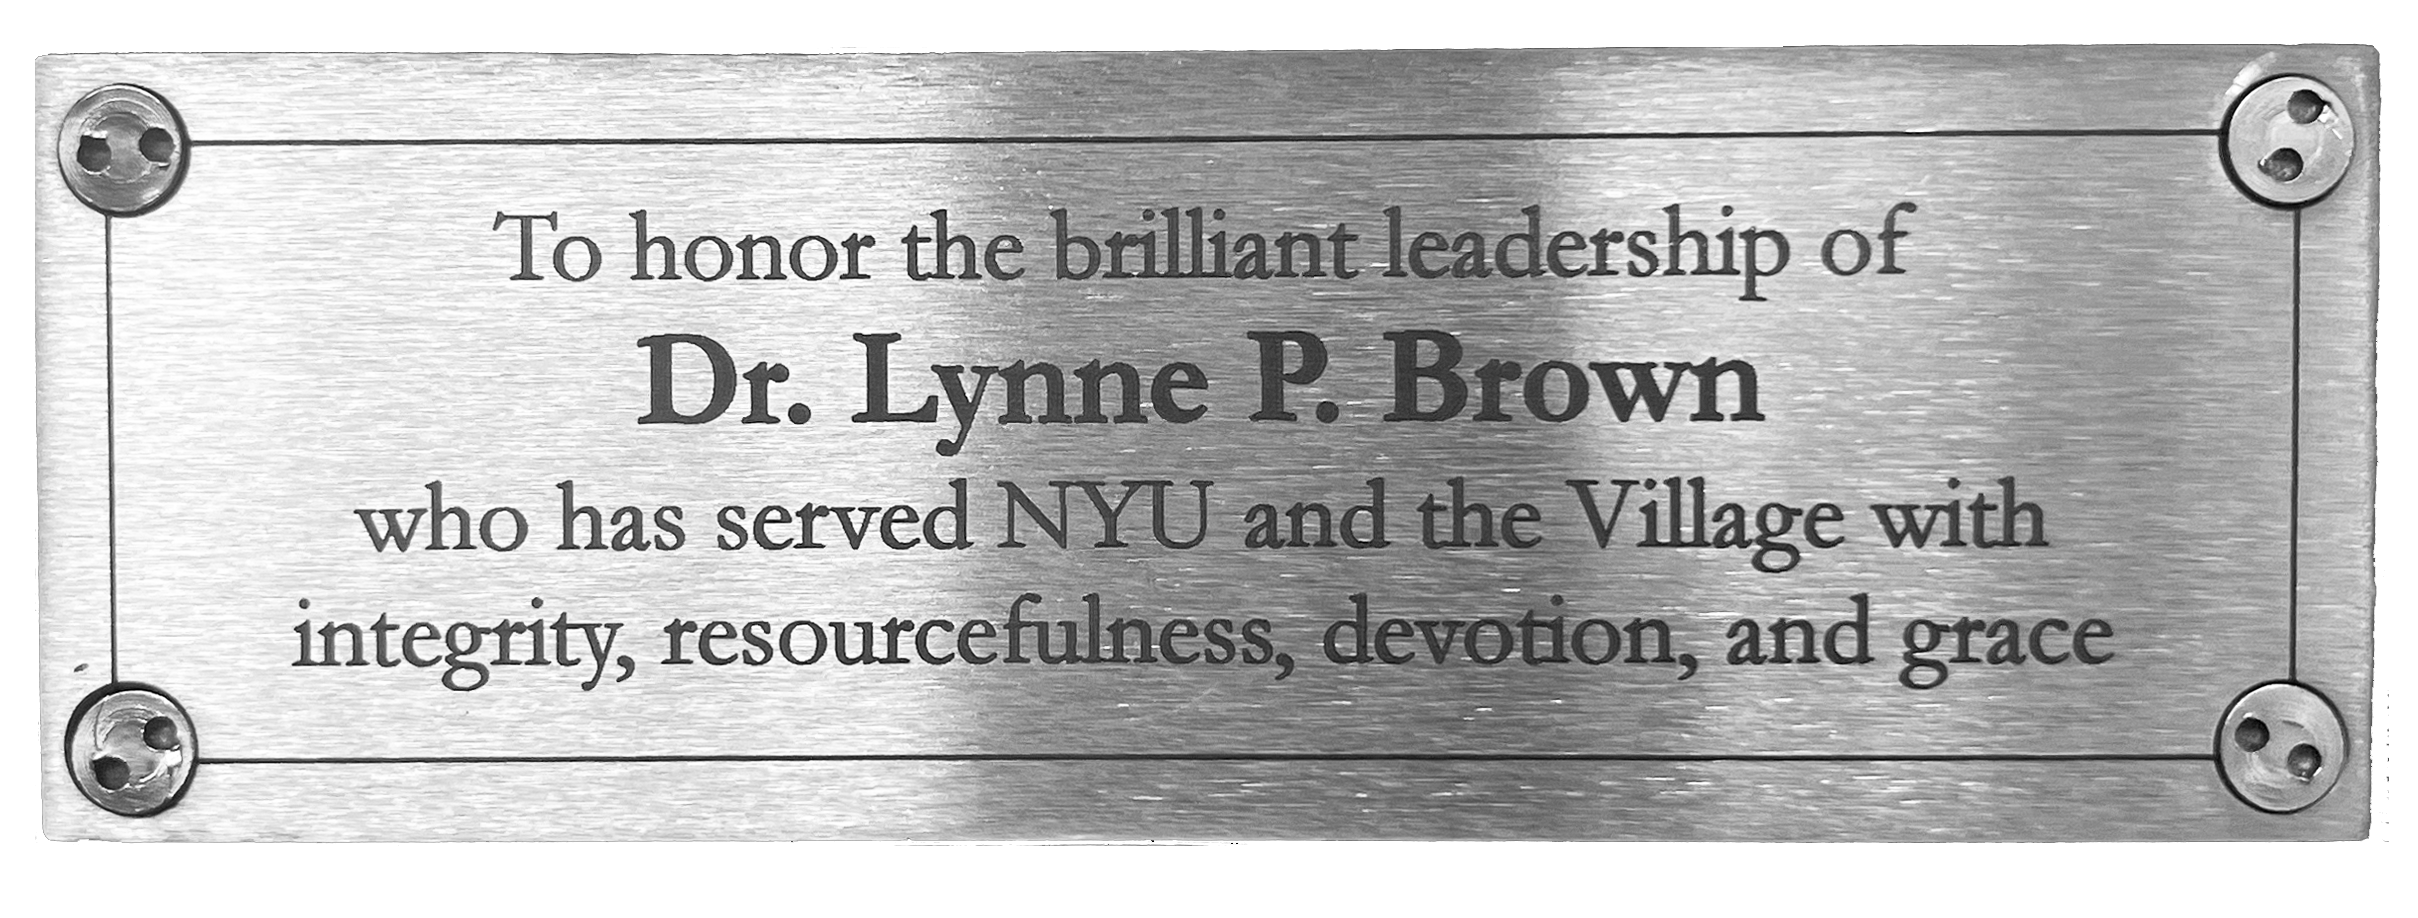 To honor the brilliant leadership of
Dr. Lynne P. Brown
who has served NYU and the Village with
integrity, resourcefulness, devotion, and grace